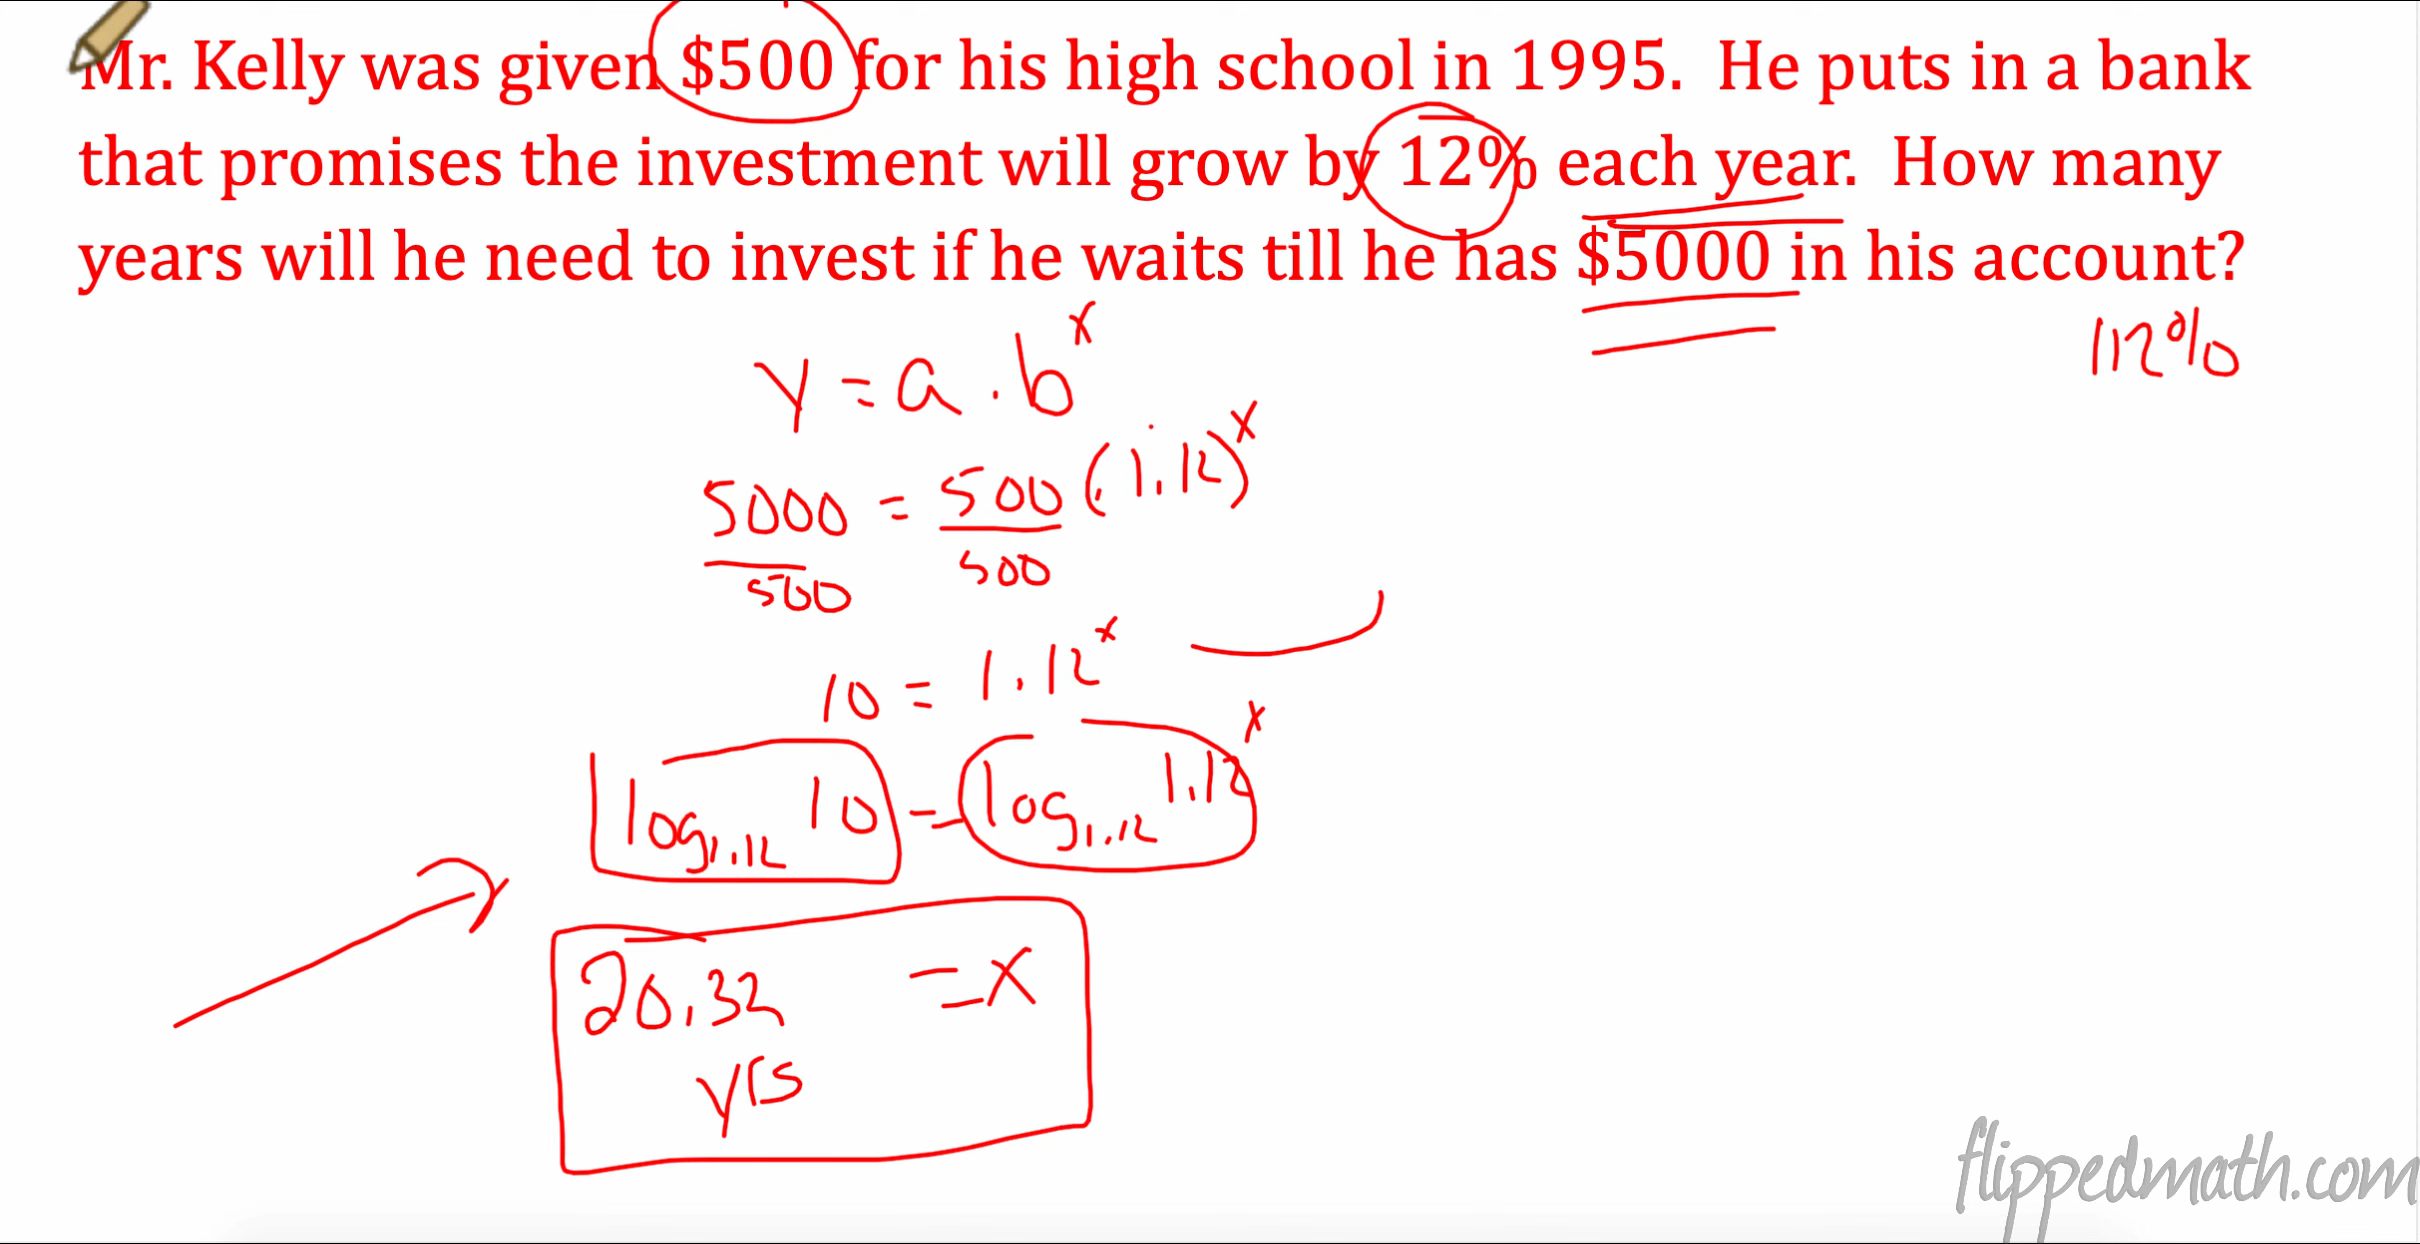 Mr. Kelly was given $500 for his high school in 1995. He puts in a bank
that promises the investment will grow by 12% each year. How many
years will he need to invest if he waits till he has $5000 in his account?
112%
y = a · b^x
5000 = 500 (1.12)^x
500 500
10 = 1.12^x
log_1.12 10 = log_1.12 1.12^x
20.32 = x
yrs
flippedmath.com